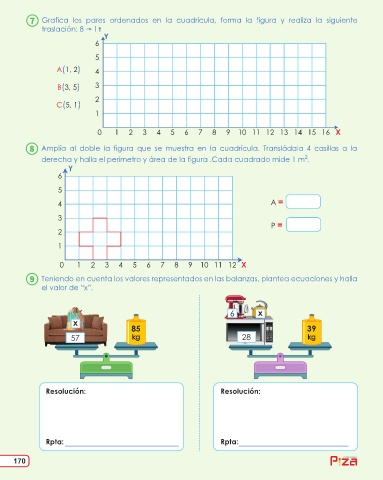 7 Grafica los pares ordenados en la cuadrícula, forma la figura y realiza la siguiente
traslación: 8 → 1↑
Y
6
5
A(1, 2) 4
B(3, 5) 3
C(5, 1) 2
1
0 1 2 3 4 5 6 7 8 9 10 11 12 13 14 15 16 X
8 Amplía al doble la figura que se muestra en la cuadrícula. Trasládala 4 casillas a la
derecha y halla el perímetro y área de la figura .Cada cuadrado mide 1 m².
Y
6
5
4 A =
3
2 P =
1
0 1 2 3 4 5 6 7 8 9 10 11 12 X
9 Teniendo en cuenta los valores representados en las balanzas, plantea ecuaciones y halla
el valor de "x".
x
57
85
kg
6 x
28
39
kg
Resolución: Resolución:
Rpta: Rpta:
170